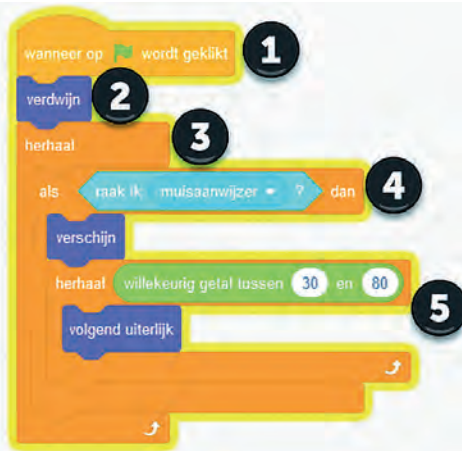 wanneer op wordt geklikt 1
verdwijn 2
herhaal 3
als raak ik muisaanwijzer ? dan 4
verschijn
herhaal willekeurig getal tussen 30 en 80 5
volgend uiterlijk